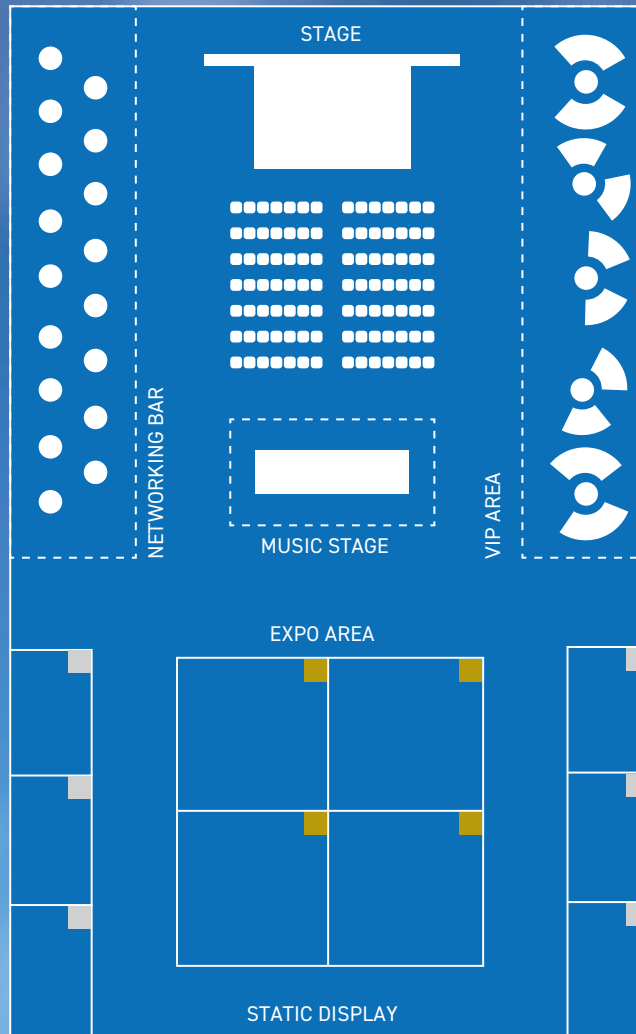 STAGE
NETWORKING BAR
VIP AREA
MUSIC STAGE
EXPO AREA
STATIC DISPLAY